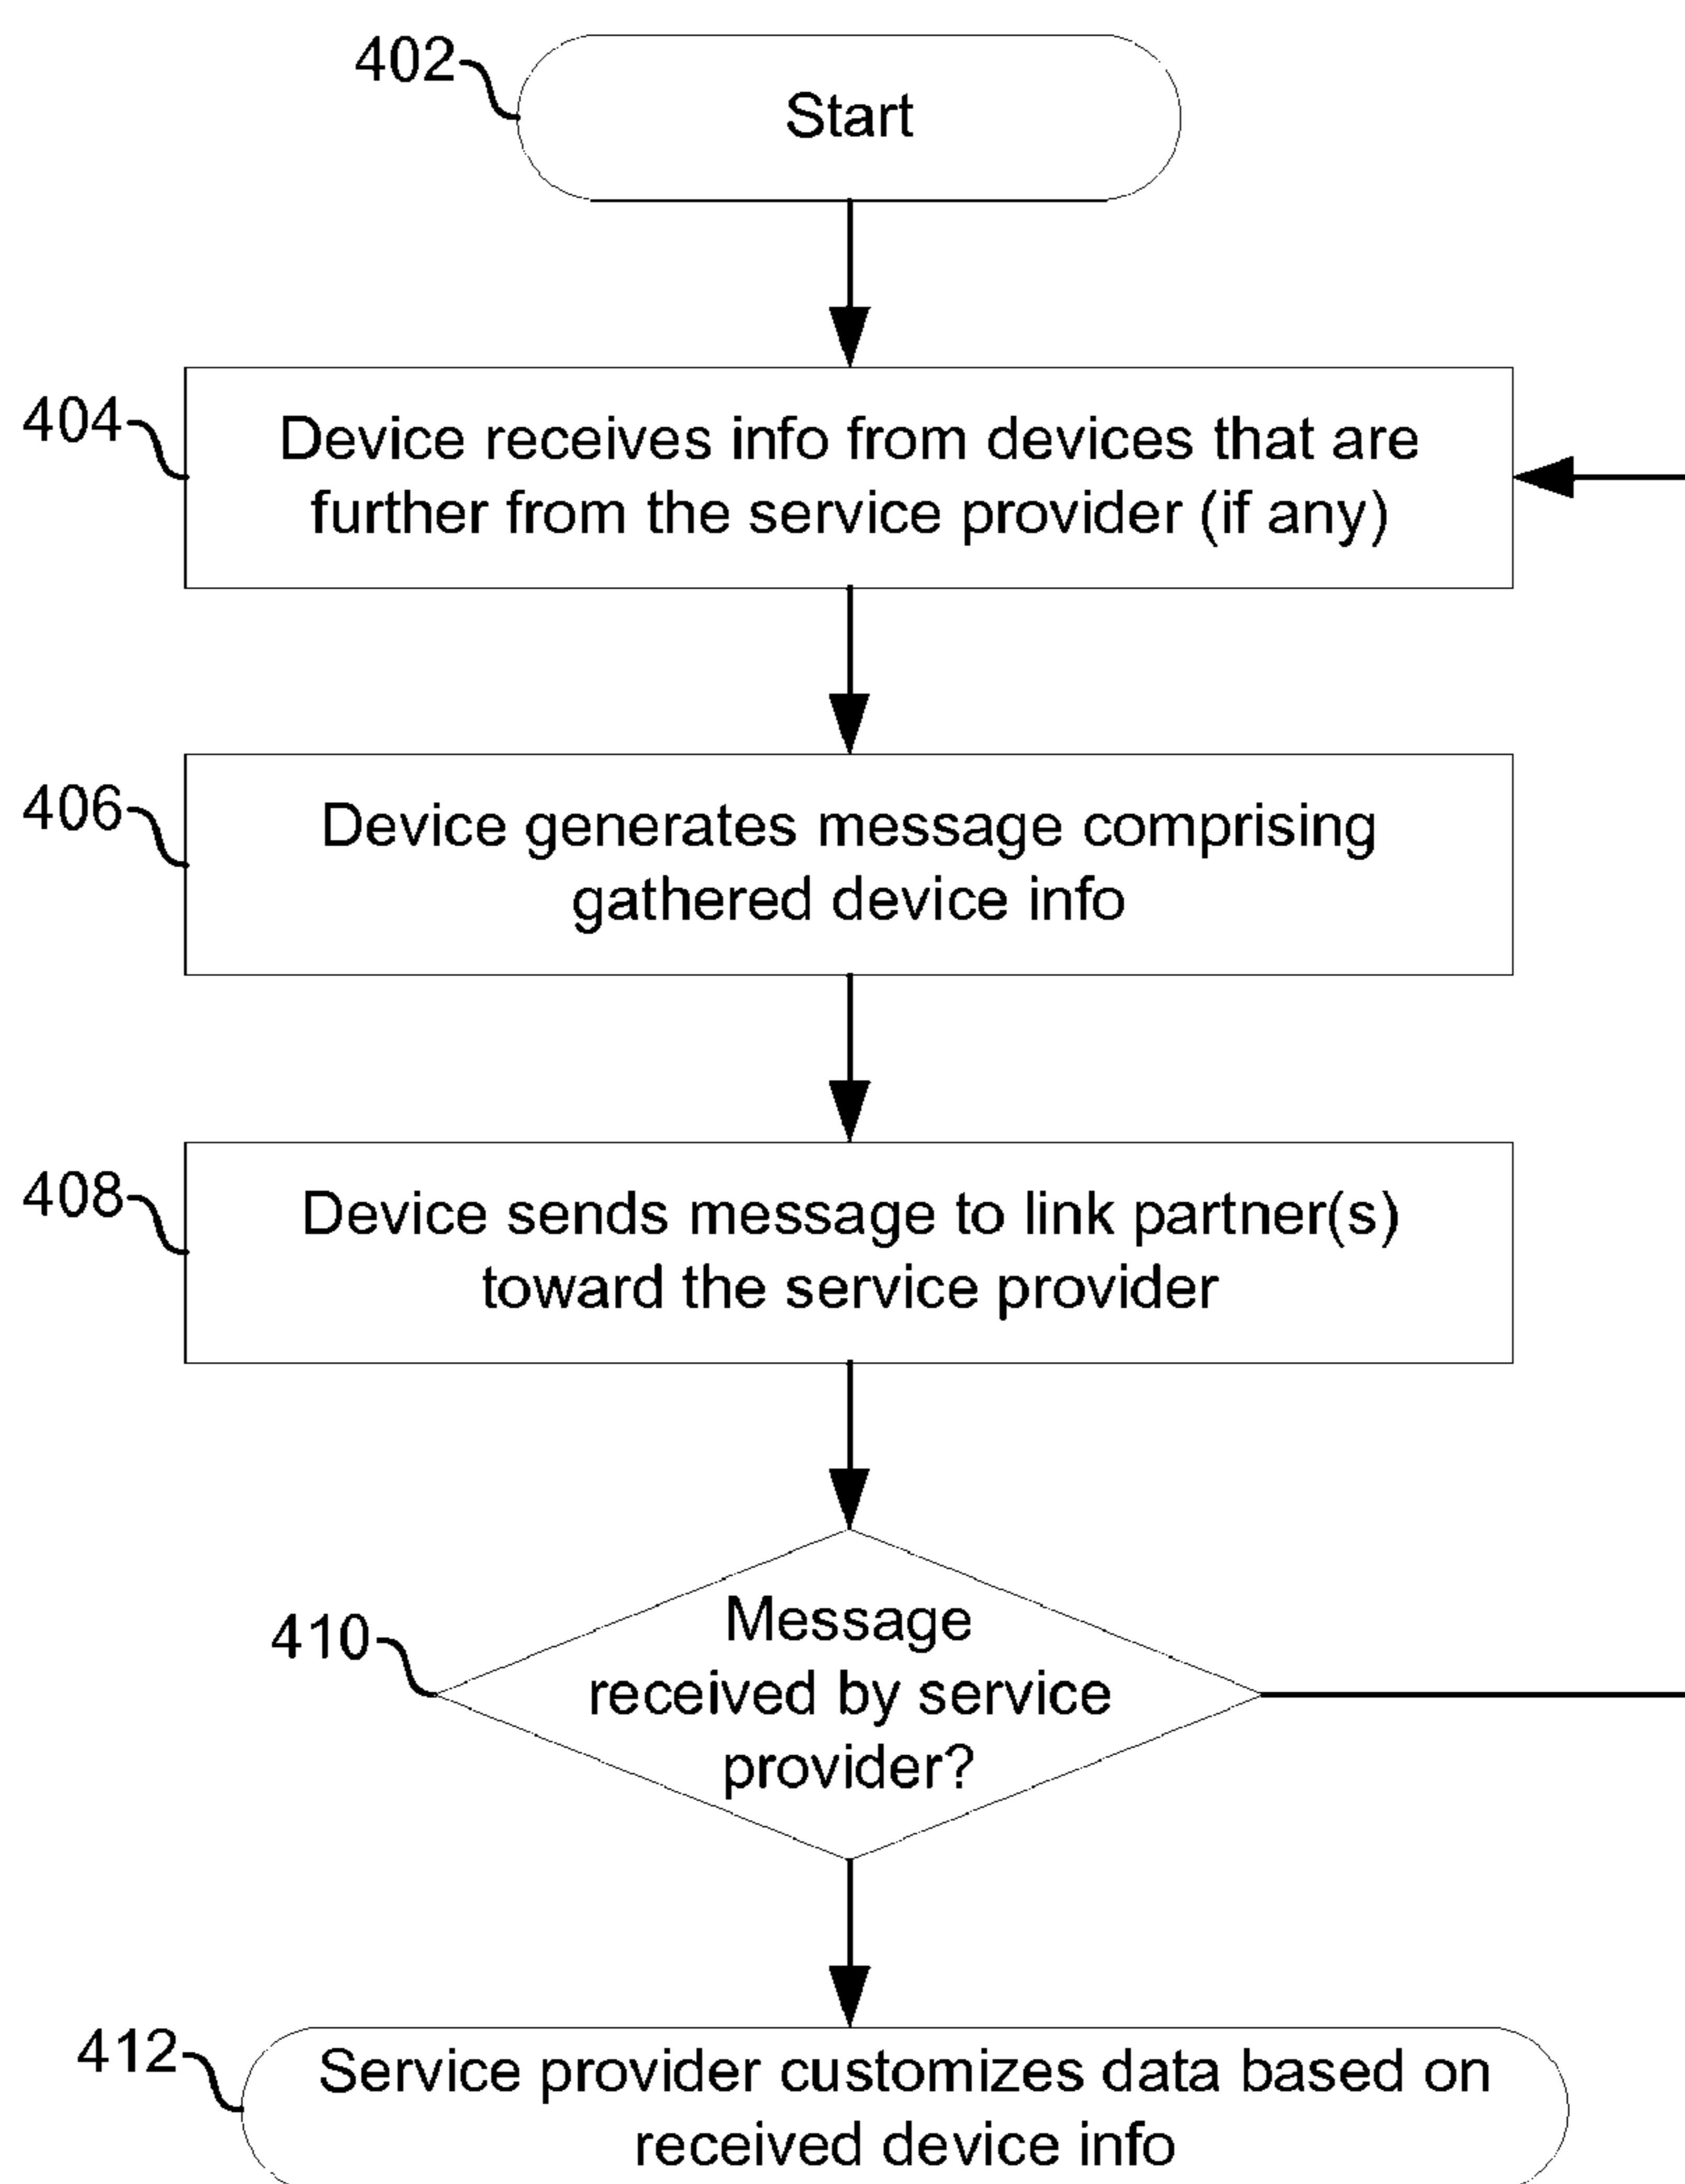 402
Start
404
Device receives info from devices that are
further from the service provider (if any)
406
Device generates message comprising
gathered device info
408
Device sends message to link partner(s)
toward the service provider
410
Message
received by service
provider?
412
Service provider customizes data based on
received device info